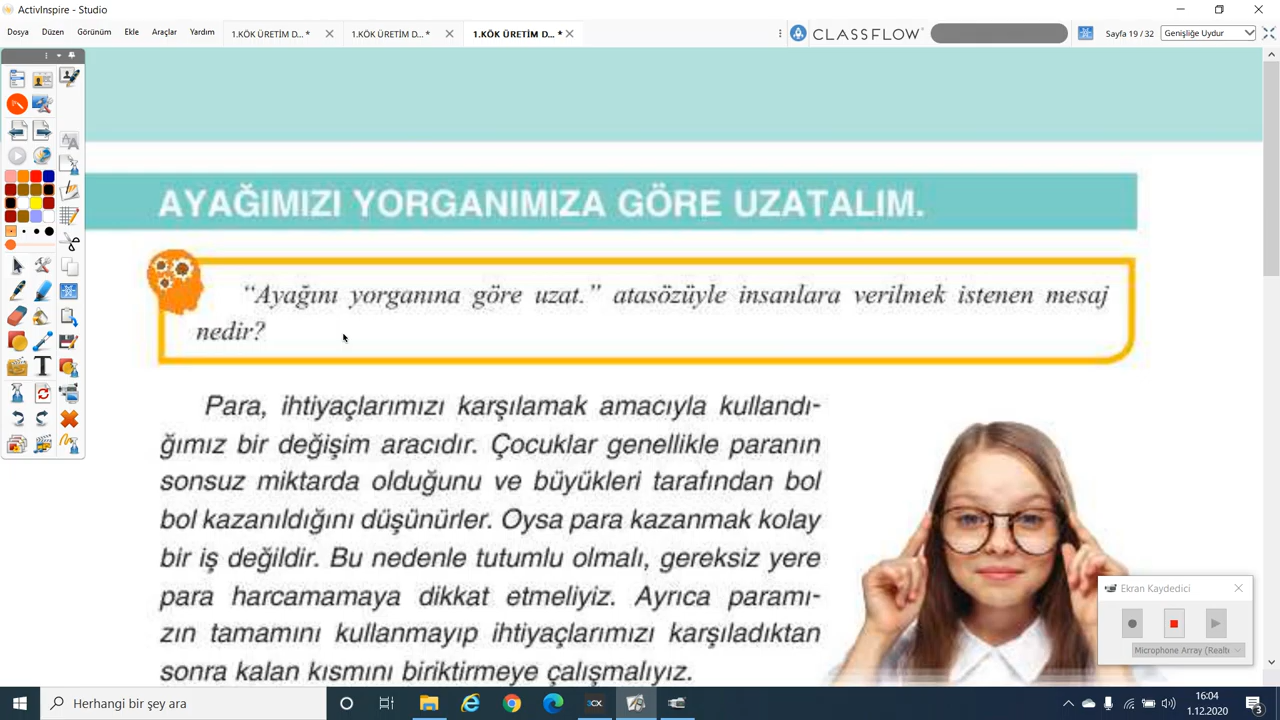 ActivInspire - Studio
Dosya Düzen Görünüm Ekle Araçlar Yardım
1.KÖK ÜRETİM D... *
1.KÖK ÜRETİM D... *
1.KÖK ÜRETİM D... *
CLASSFLOW
Sayfa 19 / 32
Genişliğe Uydur
AYAĞIMIZI YORGANIMIZA GÖRE UZATALIM.
“Ayağını yorganına göre uzat.” atasözüyle insanlara verilmek istenen mesaj
nedir?
Para, ihtiyaçlarımızı karşılamak amacıyla kullandı-
ğımız bir değişim aracıdır. Çocuklar genellikle paranın
sonsuz miktarda olduğunu ve büyükleri tarafından bol
bol kazanıldığını düşünürler. Oysa para kazanmak kolay
bir iş değildir. Bu nedenle tutumlu olmalı, gereksiz yere
para harcamamaya dikkat etmeliyiz. Ayrıca paramı-
zın tamamını kullanmayıp ihtiyaçlarımızı karşıladıktan
sonra kalan kısmını biriktirmeye çalışmalıyız.
Ekran Kaydedici
Microphone Array (Realt
Herhangi bir şey ara
16:04
1.12.2020
3